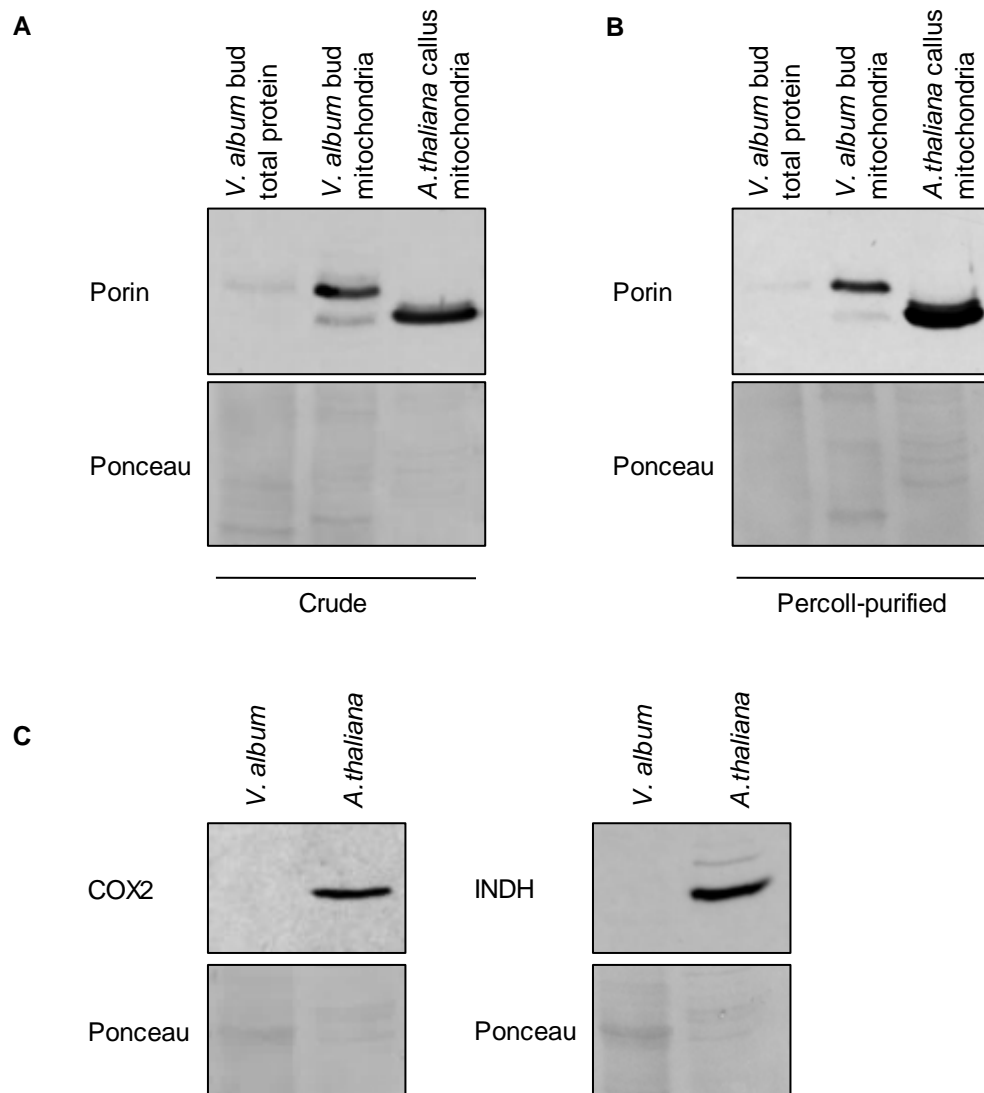 A
V. album bud
total protein
V. album bud
mitochondria
A.thaliana callus
mitochondria
Porin
Ponceau
Crude
B
V. album bud
total protein
V. album bud
mitochondria
A.thaliana callus
mitochondria
Porin
Ponceau
Percoll-purified
C
V. album
A.thaliana
COX2
Ponceau
V. album
A.thaliana
INDH
Ponceau